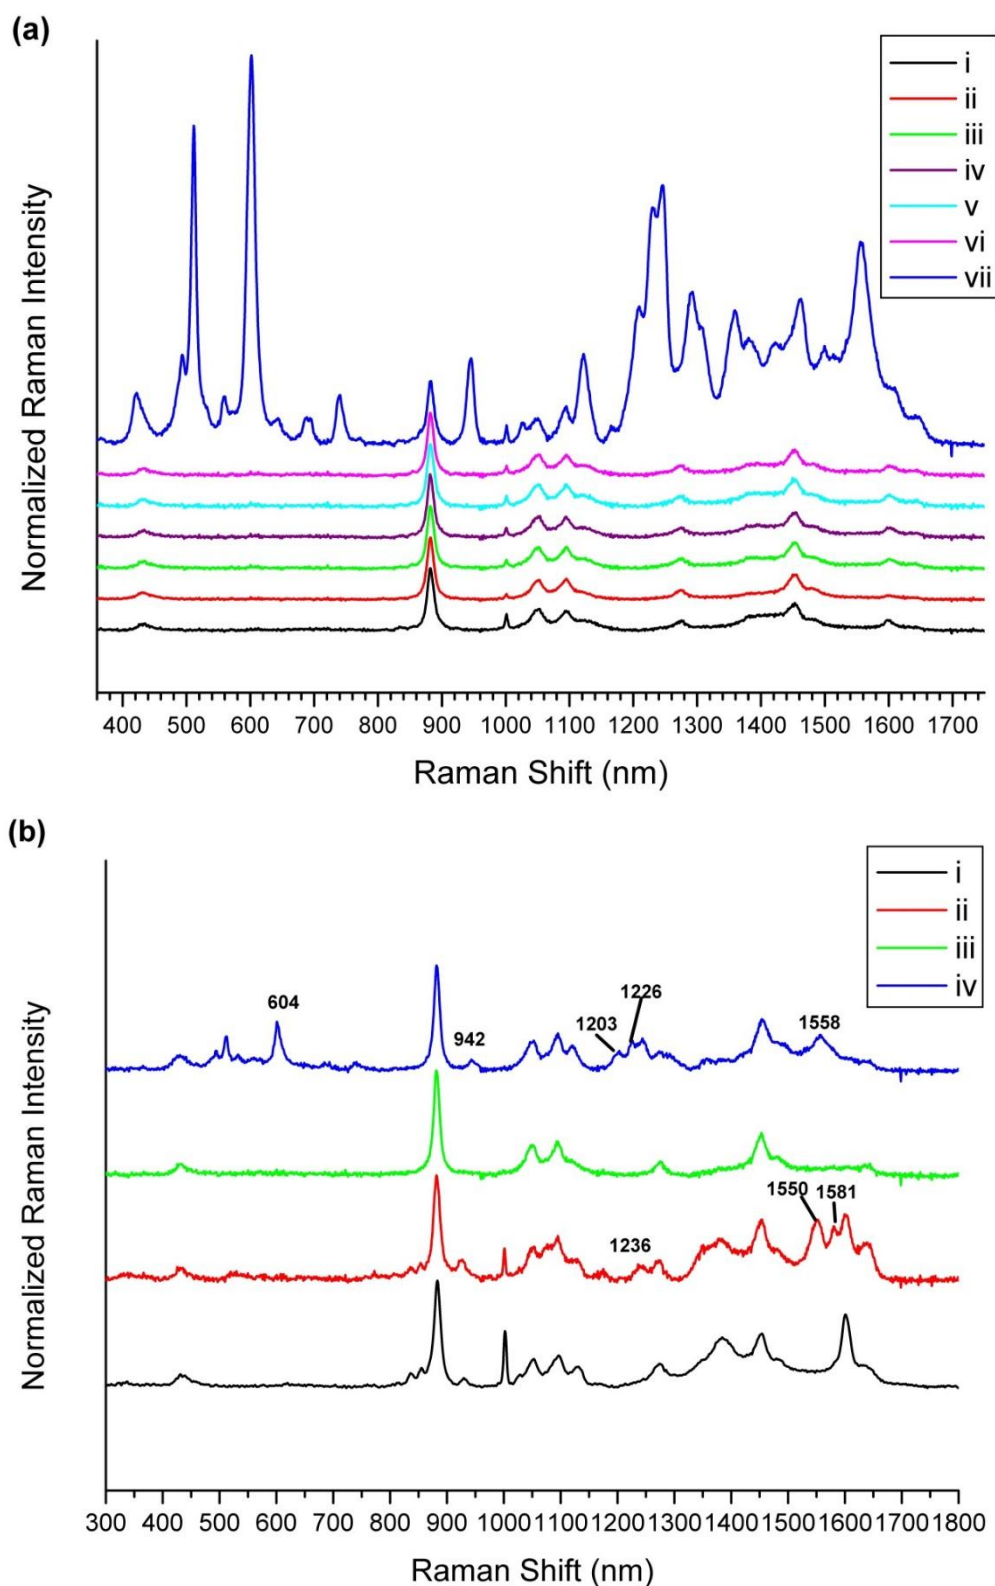 (a)
i
ii
iii
iv
v
vi
vii
Normalized Raman Intensity
400 500 600 700 800 900 1000 1100 1200 1300 1400 1500 1600 1700
Raman Shift (nm)
(b)
i
ii
iii
iv
604
942
1203
1226
1558
1236
1550
1581
Normalized Raman Intensity
300 400 500 600 700 800 900 1000 1100 1200 1300 1400 1500 1600 1700 1800
Raman Shift (nm)